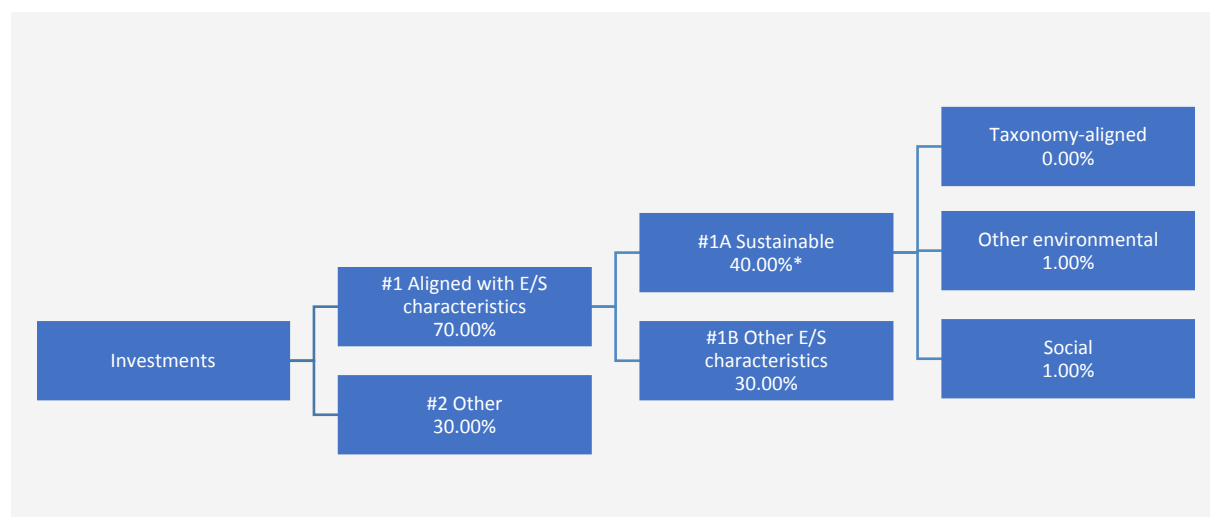 Investments
#1 Aligned with E/S
characteristics
70.00%
#2 Other
30.00%
#1A Sustainable
40.00%*
#1B Other E/S
characteristics
30.00%
Taxonomy-aligned
0.00%
Other environmental
1.00%
Social
1.00%